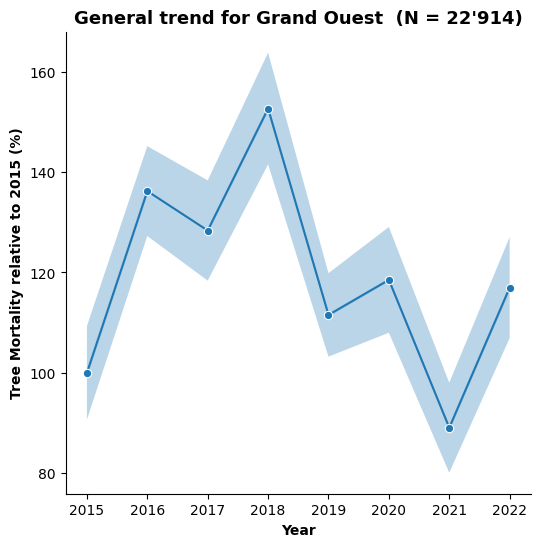 General trend for Grand Ouest (N = 22'914)
Tree Mortality relative to 2015 (%)
160
140
120
100
80
2015 2016 2017 2018 2019 2020 2021 2022
Year